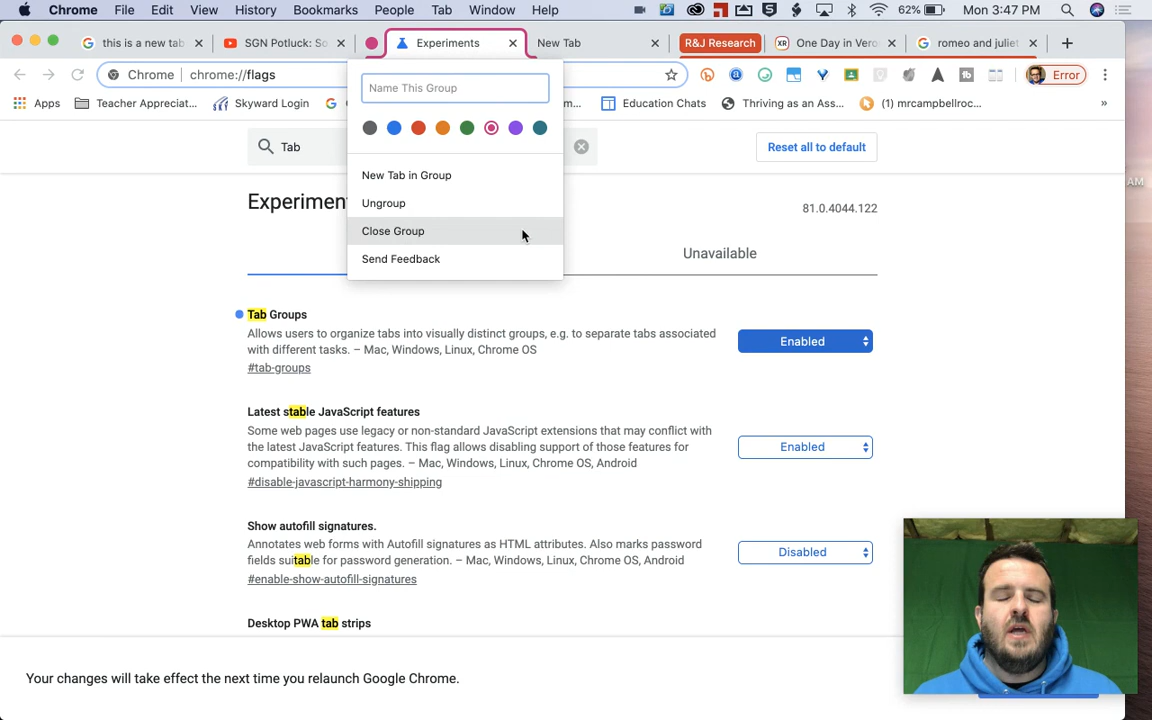 Chrome File Edit View History Bookmarks People Tab Window Help 62% Mon 3:47 PM
this is a new tab SGN Potluck: So Experiments New Tab R&J Research One Day in Vero romeo and juliet
Chrome | chrome://flags Error
Apps Teacher Appreciat... Skyward Login m... Education Chats Thriving as an Ass... (1) mrcampbellroc... »
Name This Group
New Tab in Group
Ungroup
Close Group
Send Feedback
Tab
Reset all to default
AM
Experimen
81.0.4044.122
Unavailable
Tab Groups
Allows users to organize tabs into visually distinct groups, e.g. to separate tabs associated
with different tasks. – Mac, Windows, Linux, Chrome OS
#tab-groups
Enabled
Latest stable JavaScript features
Some web pages use legacy or non-standard JavaScript extensions that may conflict with
the latest JavaScript features. This flag allows disabling support of those features for
compatibility with such pages. – Mac, Windows, Linux, Chrome OS, Android
#disable-javascript-harmony-shipping
Enabled
Show autofill signatures.
Annotates web forms with Autofill signatures as HTML attributes. Also marks password
fields suitable for password generation. – Mac, Windows, Linux, Chrome OS, Android
#enable-show-autofill-signatures
Disabled
Desktop PWA tab strips
Your changes will take effect the next time you relaunch Google Chrome.